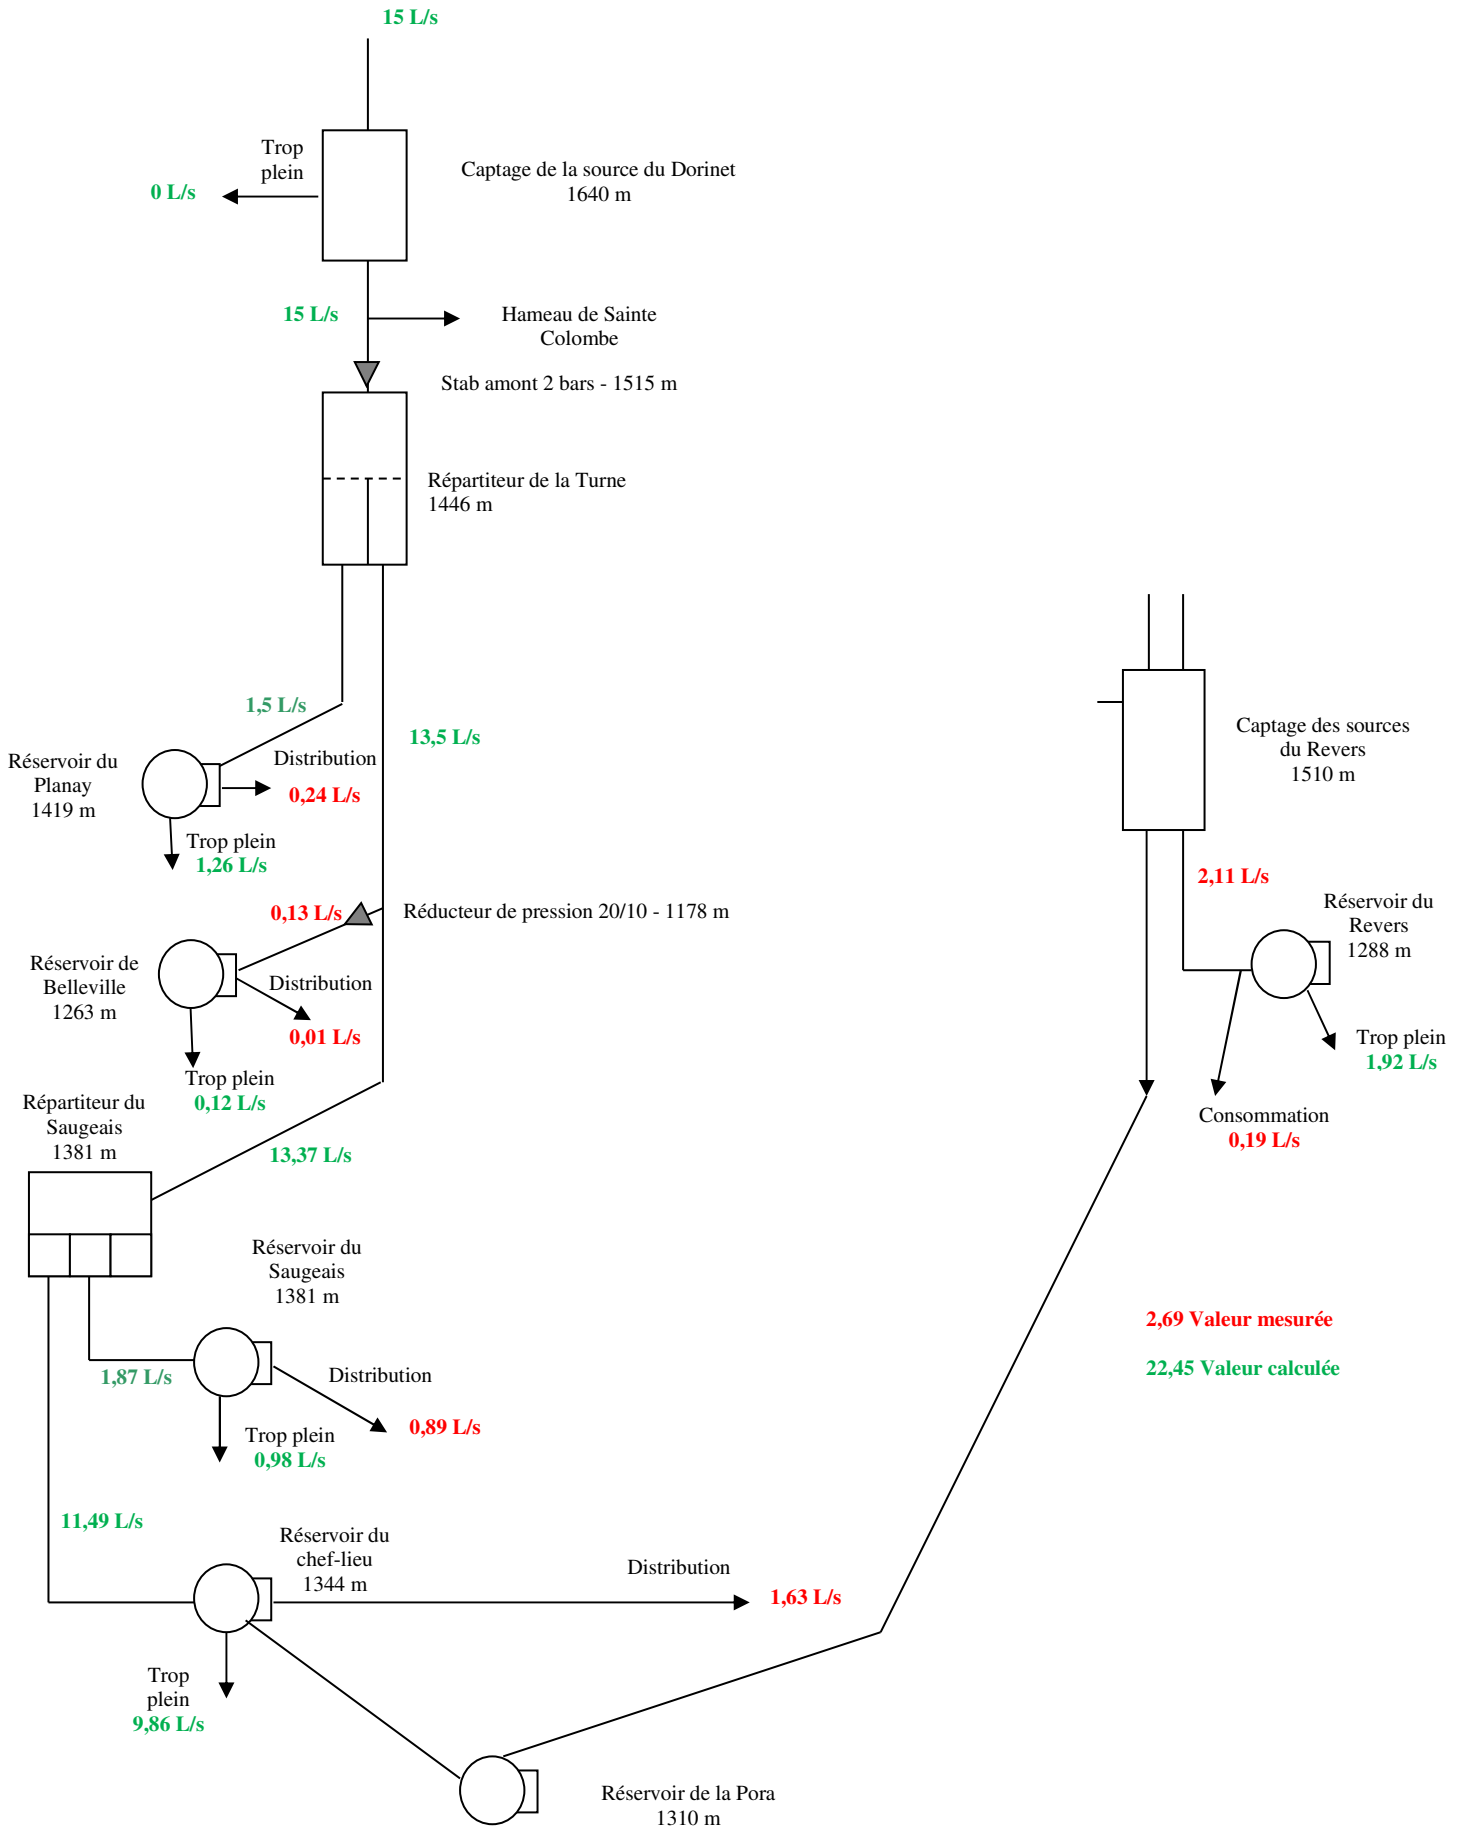 15 L/s
Trop
plein
0 L/s
Captage de la source du Dorinet
1640 m
15 L/s
Hameau de Sainte
Colombe
Stab amont 2 bars - 1515 m
Répartiteur de la Turne
1446 m
1,5 L/s
13,5 L/s
Réservoir du
Planay
1419 m
Distribution
0,24 L/s
Trop plein
1,26 L/s
Captage des sources
du Revers
1510 m
2,11 L/s
Réservoir du
Revers
1288 m
Trop plein
1,92 L/s
Consommation
0,19 L/s
0,13 L/s
Réducteur de pression 20/10 - 1178 m
Réservoir de
Belleville
1263 m
Distribution
0,01 L/s
Trop plein
0,12 L/s
Répartiteur du
Saugeais
1381 m
13,37 L/s
Réservoir du
Saugeais
1381 m
1,87 L/s
Distribution
0,89 L/s
Trop plein
0,98 L/s
2,69 Valeur mesurée
22,45 Valeur calculée
11,49 L/s
Réservoir du
chef-lieu
1344 m
Distribution
1,63 L/s
Trop
plein
9,86 L/s
Réservoir de la Pora
1310 m